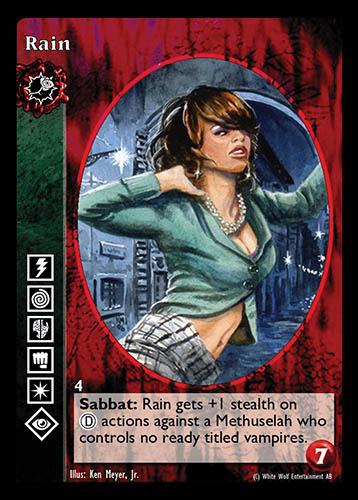 Rain
4
Sabbat: Rain gets +1 stealth on
Ⓓ actions against a Methuselah who
controls no ready titled vampires.
7
Illus: Ken Meyer, Jr.
(C) White Wolf Entertainment AB